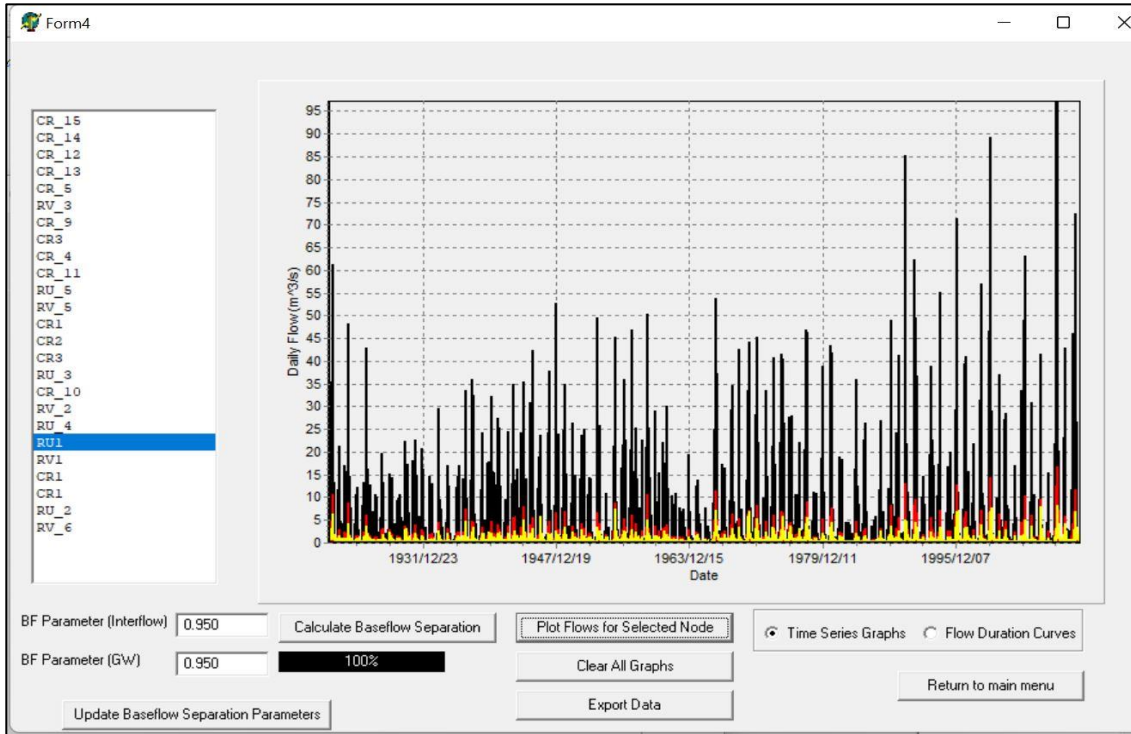 Form4
CR_15
CR_14
CR_12
CR_13
CR_5
RV_3
CR_9
CR3
CR_4
CR_11
RU_5
RV_5
CR1
CR2
CR3
RU_3
CR_10
RV_2
RU_4
RU1
RV1
CR1
CR1
RU_2
RV_6
95
90
85
80
75
70
65
60
55
50
45
40
35
30
25
20
15
10
5
0
Daily Flow (m^3/s)
1931/12/23 1947/12/19 1963/12/15 1979/12/11 1995/12/07
Date
BF Parameter (Interflow) 0.950 Calculate Baseflow Separation Plot Flows for Selected Node Time Series Graphs Flow Duration Curves
BF Parameter (GW) 0.950 100% Clear All Graphs
Return to main menu
Update Baseflow Separation Parameters Export Data